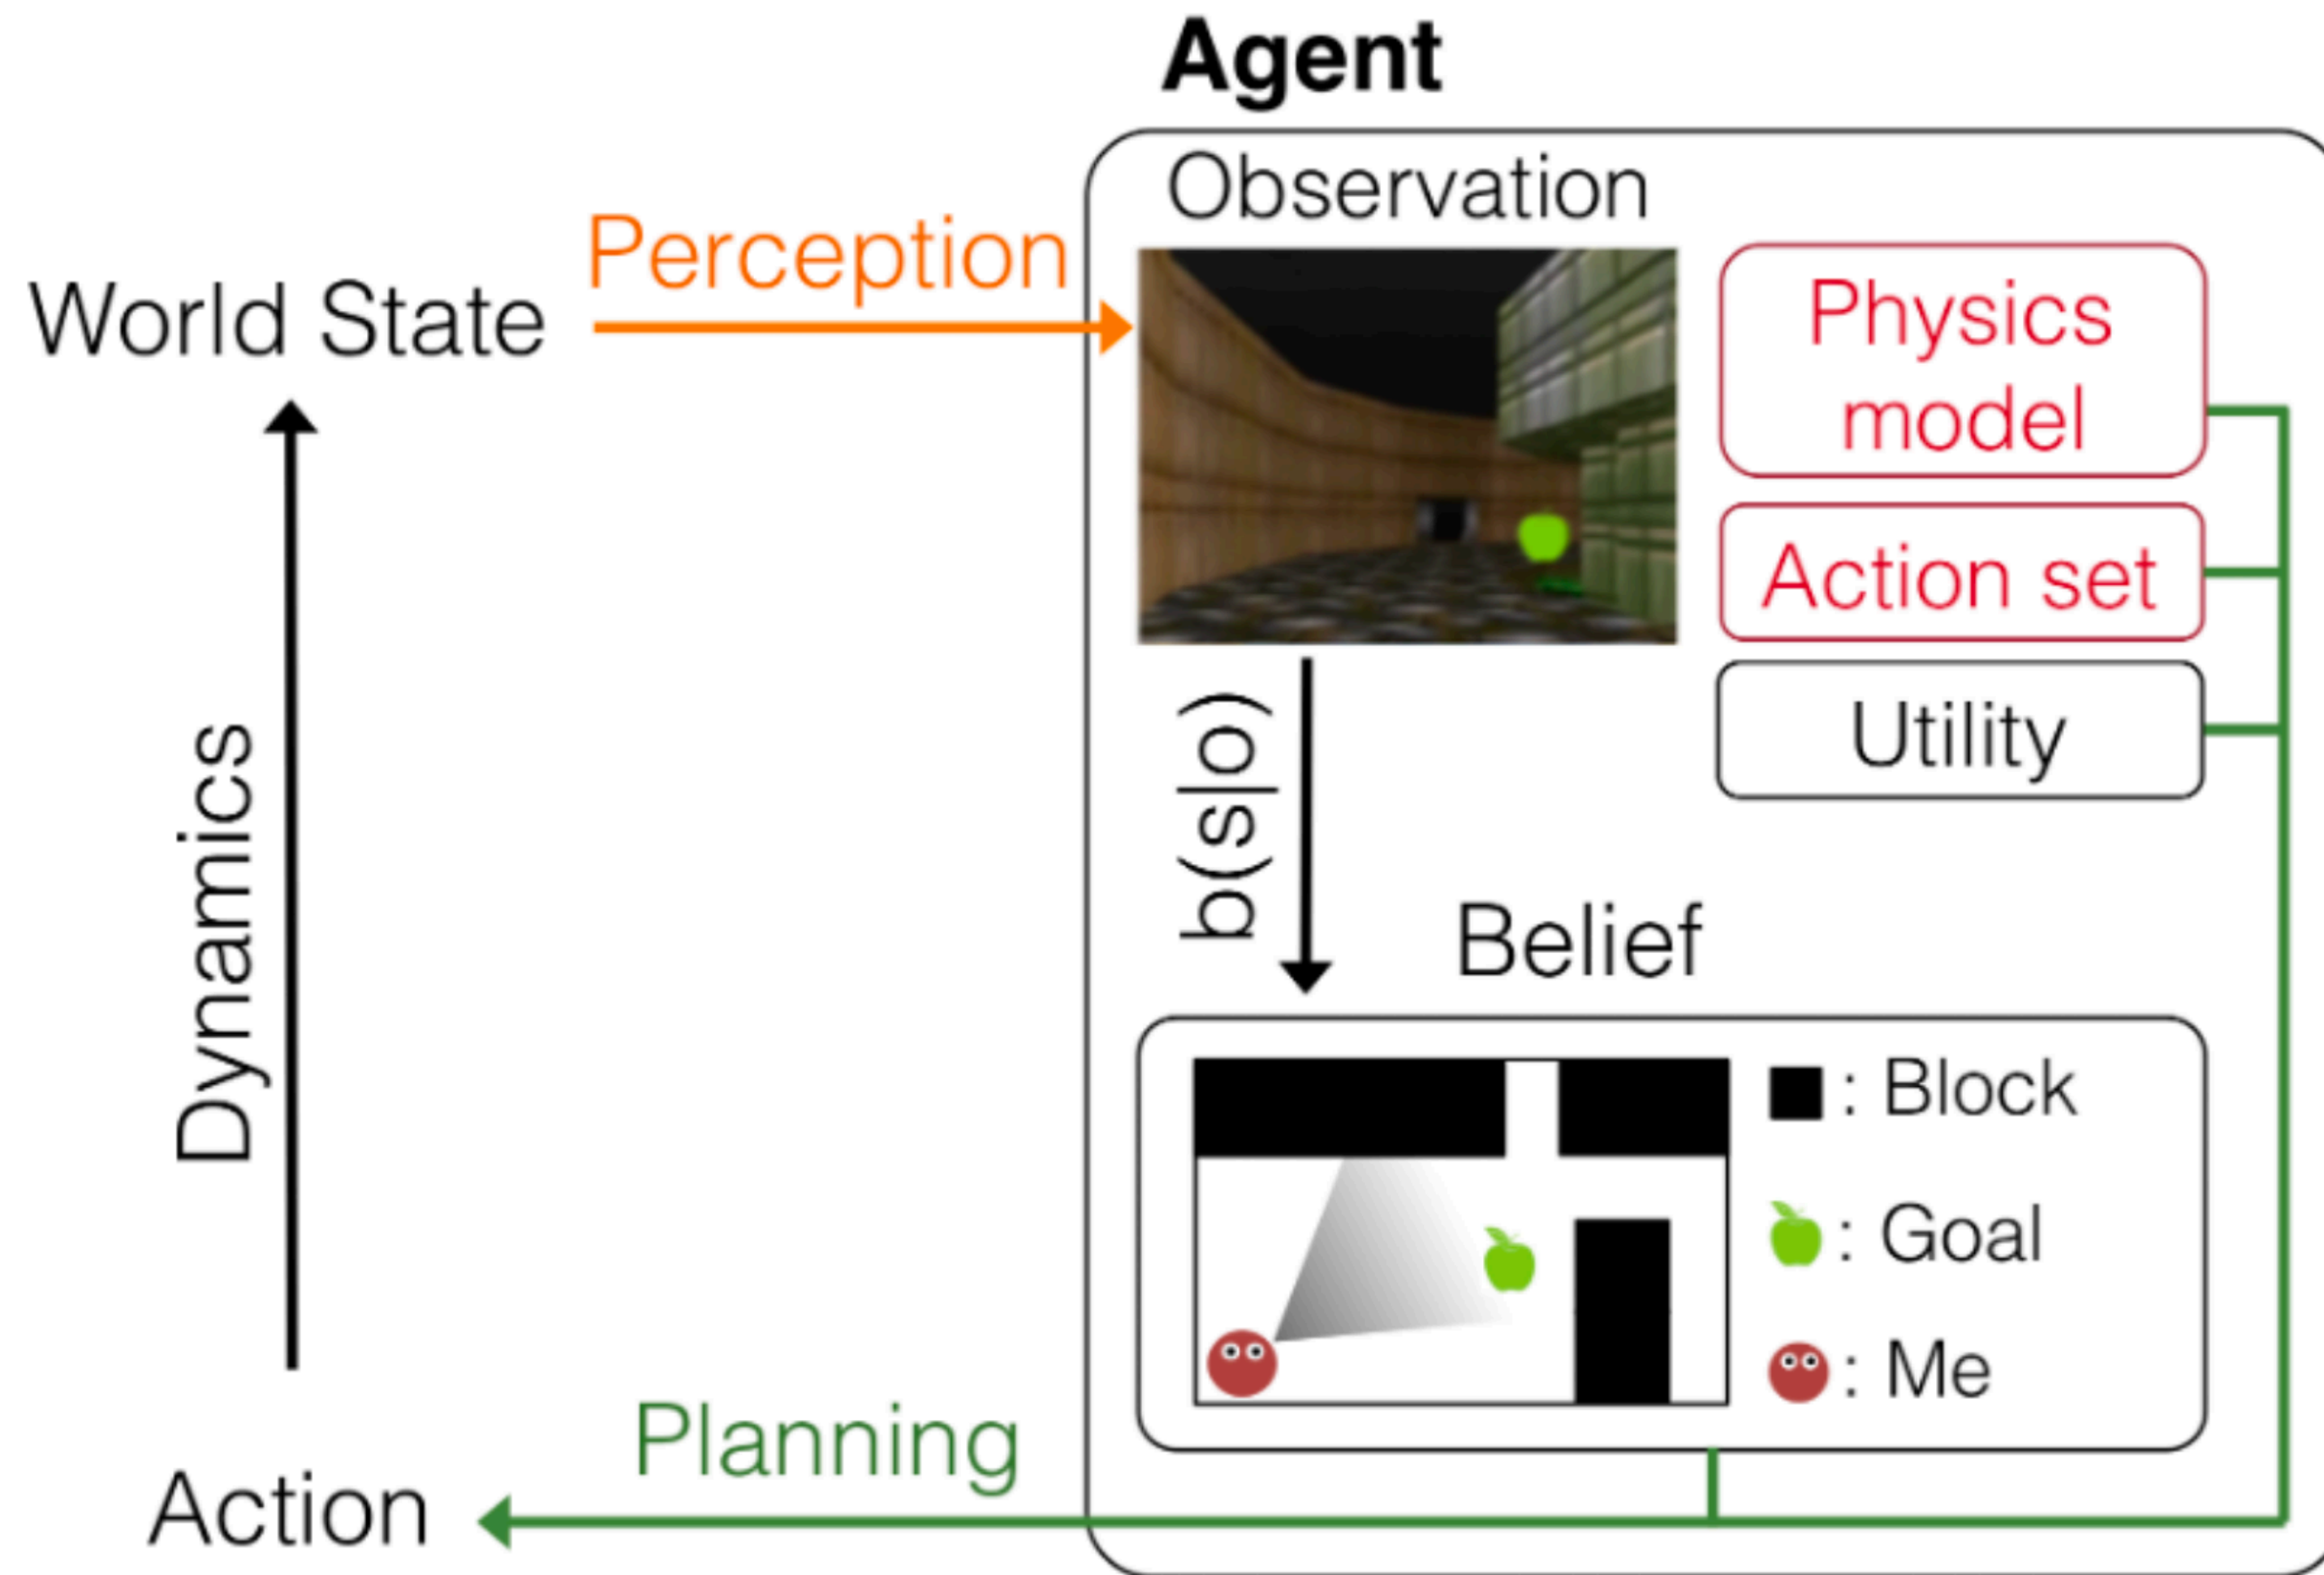 Agent
Observation
Perception
World State
Physics
model
Action set
Utility
b(s|o)
Dynamics
Belief
: Block
: Goal
: Me
Planning
Action